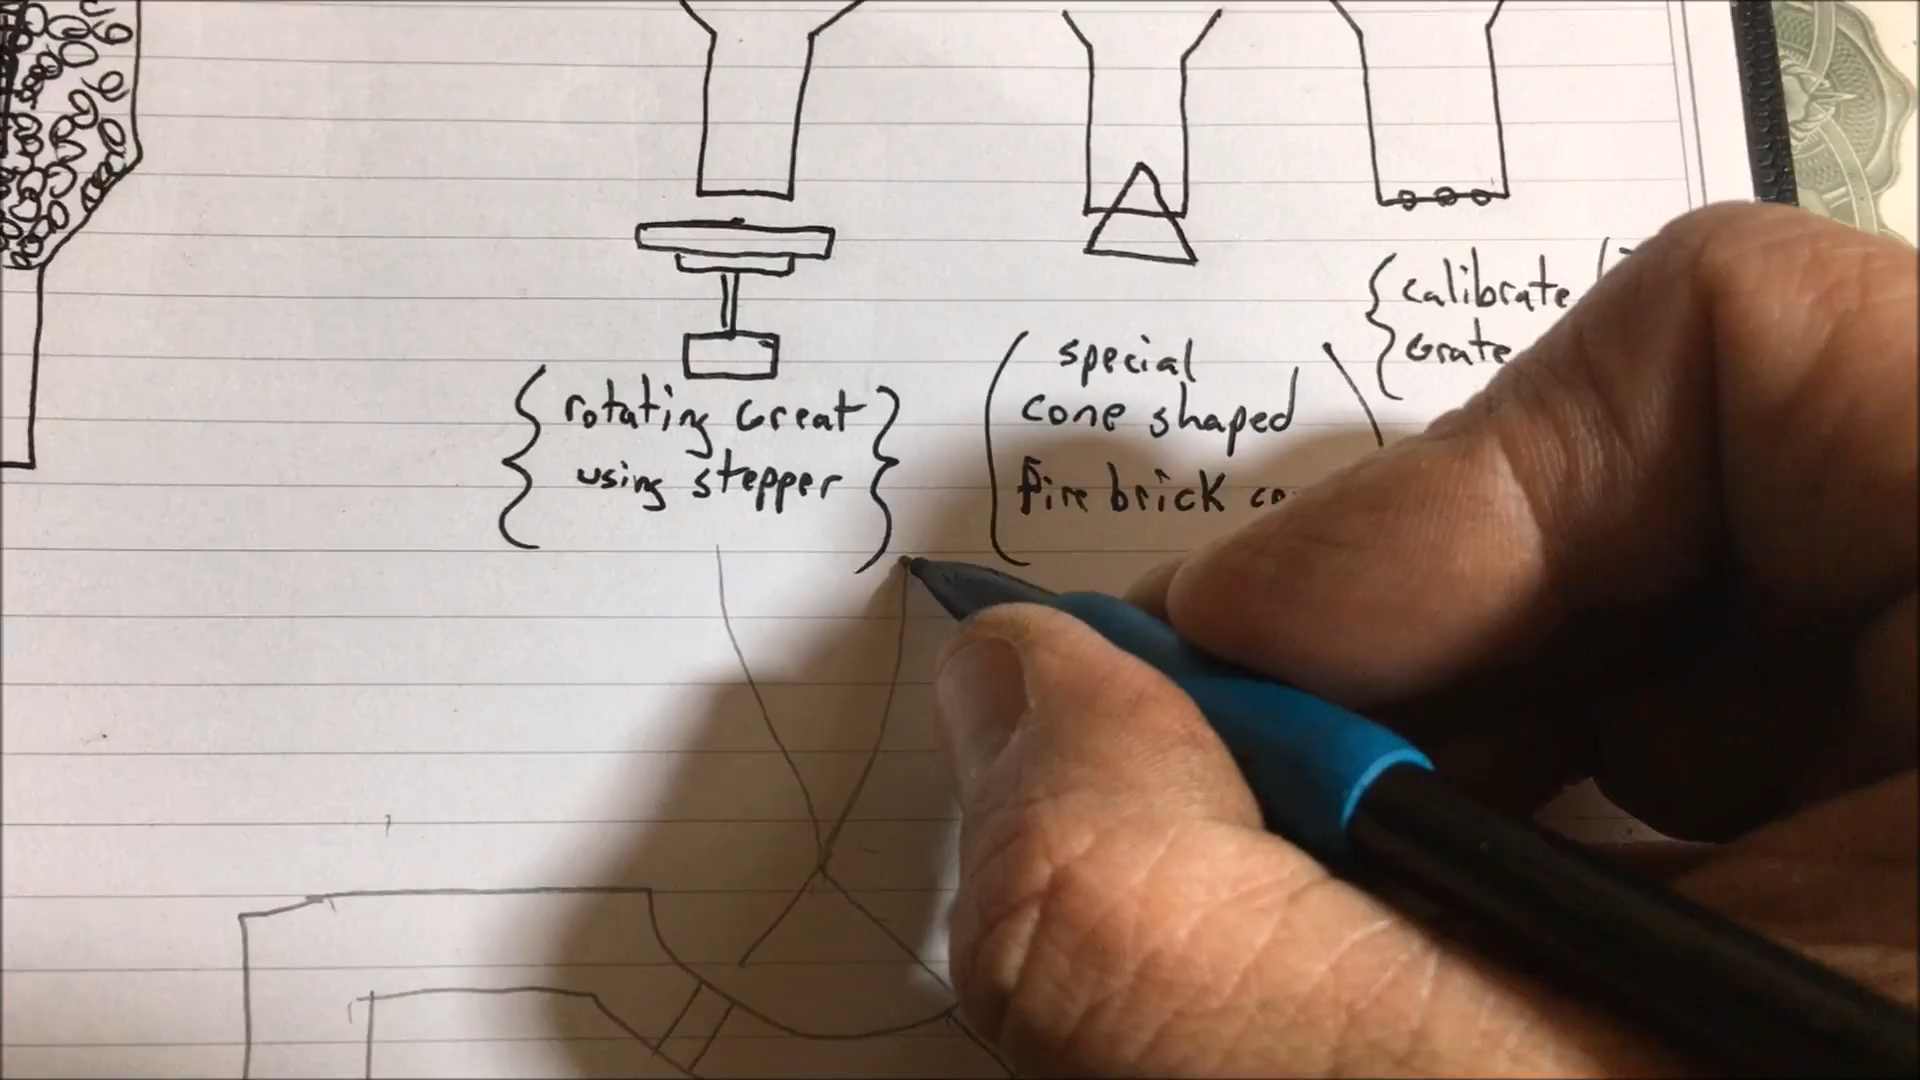 rotating Great
using stepper
special
cone shaped
Fire brick
calibrate
Grate